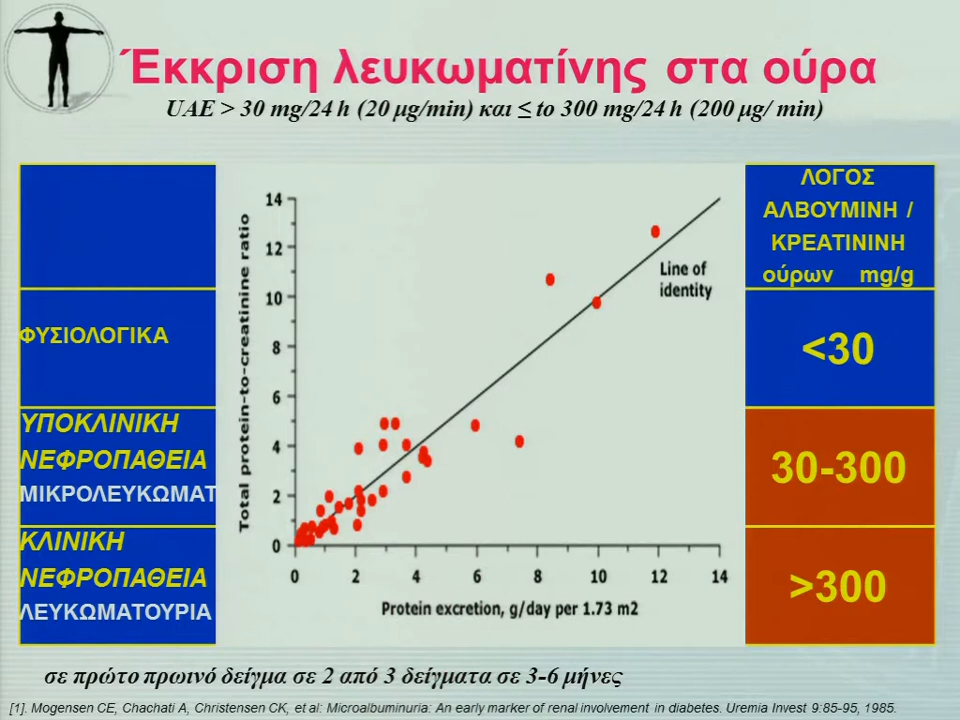 Έκκριση λευκωματίνης στα ούρα
UAE > 30 mg/24 h (20 μg/min) και ≤ to 300 mg/24 h (200 μg/ min)
ΛΟΓΟΣ
ΑΛΒΟΥΜΙΝΗ /
ΚΡΕΑΤΙΝΙΝΗ
ούρων mg/g
ΦΥΣΙΟΛΟΓΙΚΑ
<30
ΥΠΟΚΛΙΝΙΚΗ
ΝΕΦΡΟΠΑΘΕΙΑ
ΜΙΚΡΟΛΕΥΚΩΜΑΤ
30-300
ΚΛΙΝΙΚΗ
ΝΕΦΡΟΠΑΘΕΙΑ
ΛΕΥΚΩΜΑΤΟΥΡΙΑ
>300
Total protein-to-creatinine ratio
14
12
10
8
6
4
2
0
Line of
identity
0 2 4 6 8 10 12 14
Protein excretion, g/day per 1.73 m2
σε πρώτο πρωινό δείγμα σε 2 από 3 δείγματα σε 3-6 μήνες
[1]. Mogensen CE, Chachati A, Christensen CK, et al: Microalbuminuria: An early marker of renal involvement in diabetes. Uremia Invest 9:85-95, 1985.